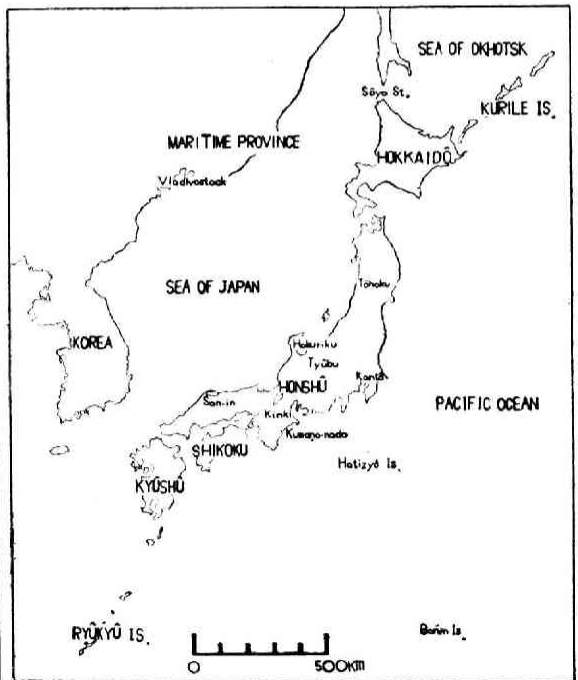 SEA OF OKHOTSK
Sôya St.
KURILE IS.
MARITIME PROVINCE
HOKKAIDÔ
Vladivostock
SEA OF JAPAN
Tôhoku
KOREA
Hokuriku
Tyûbu
HONSHÛ
Kantô
San-in
Kinki
PACIFIC OCEAN
Kumano-nada
SHIKOKU
Hatizyô Is.
KYÛSHÛ
RYÛKYÛ IS.
Bonin Is.
0 500KM